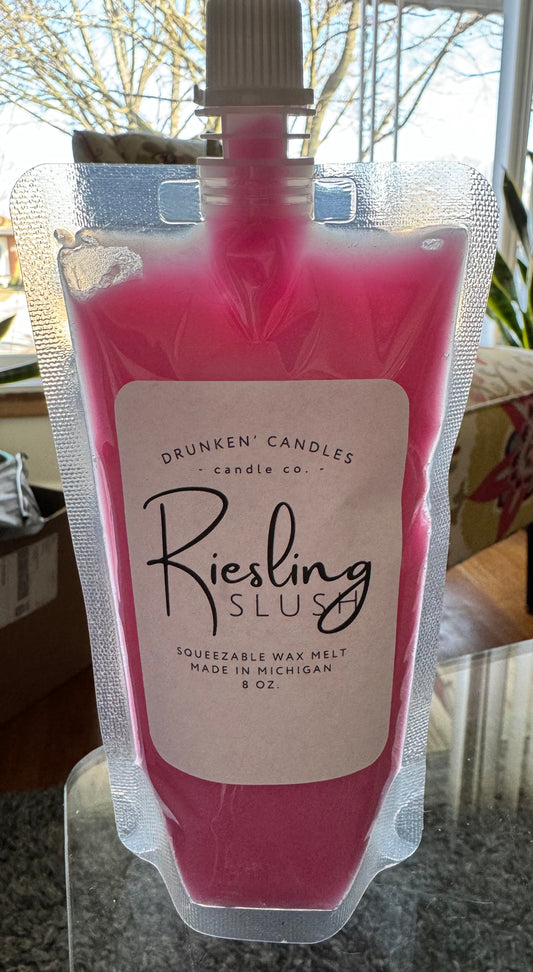 DRUNKEN' CANDLES
- candle co. -
Riesling
SLUSH
SQUEEZABLE WAX MELT
MADE IN MICHIGAN
8 OZ.